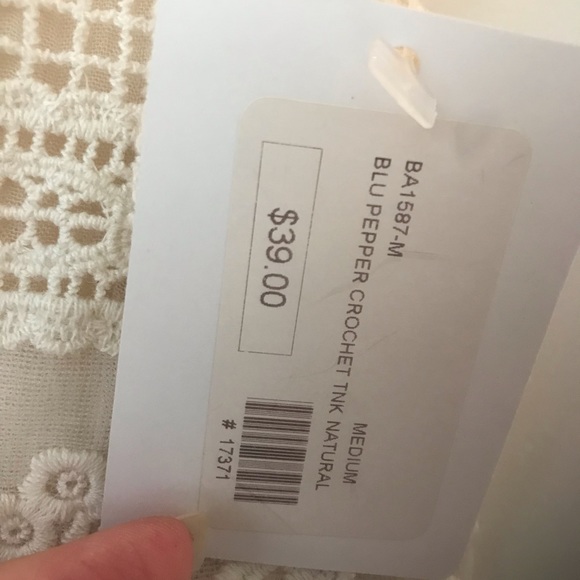 BA1587-M
BLU PEPPER CROCHET TNK NATURAL
MEDIUM
$39.00
# 17371